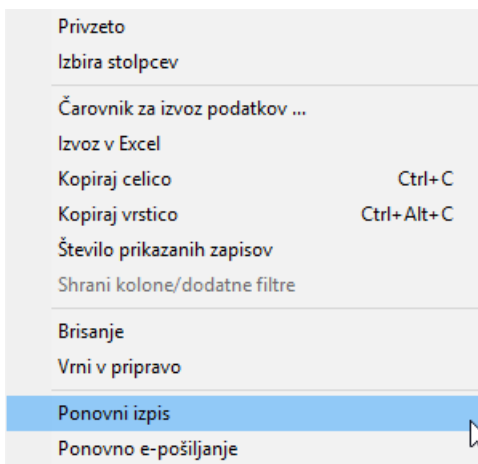 Privzeto
Izbira stolpcev
Čarovnik za izvoz podatkov ...
Izvoz v Excel
Kopiraj celico Ctrl+C
Kopiraj vrstico Ctrl+Alt+C
Število prikazanih zapisov
Shrani kolone/dodatne filtre
Brisanje
Vrni v pripravo
Ponovni izpis
Ponovno e-pošiljanje